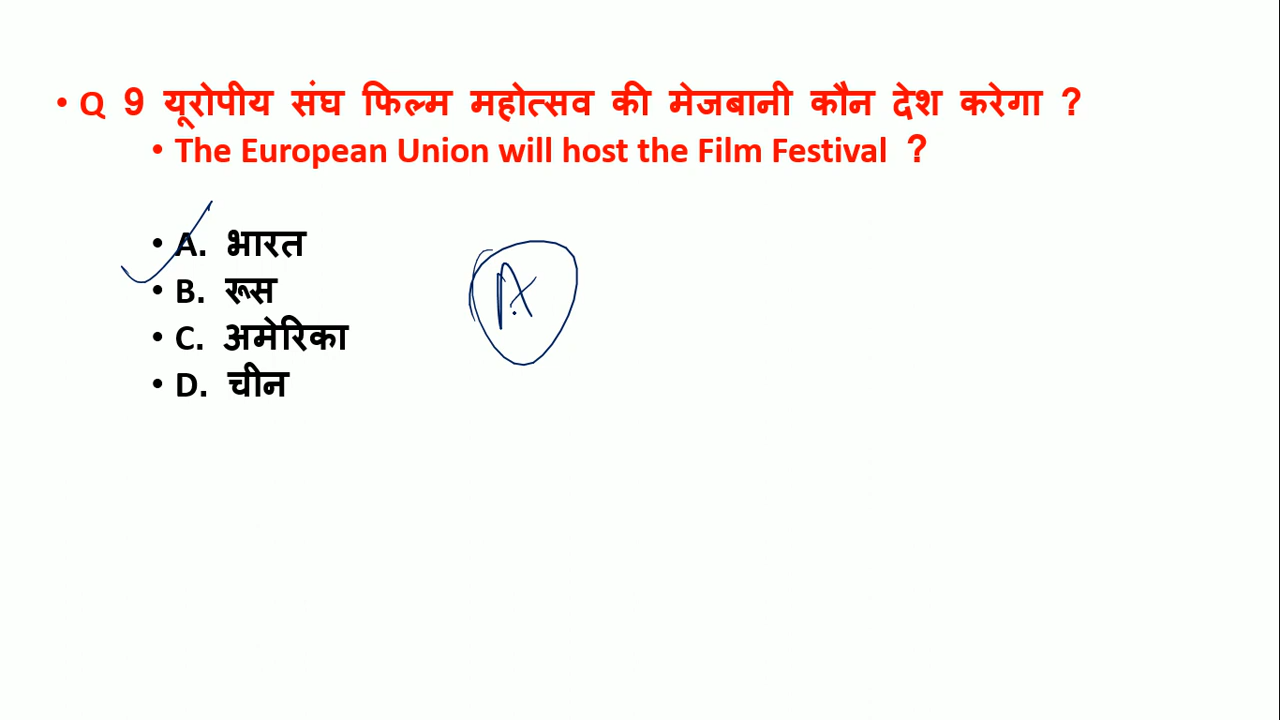 • Q 9 यूरोपीय संघ फिल्म महोत्सव की मेजबानी कौन देश करेगा ?
• The European Union will host the Film Festival ?
• A. भारत
• B. रूस
• C. अमेरिका
• D. चीन
A